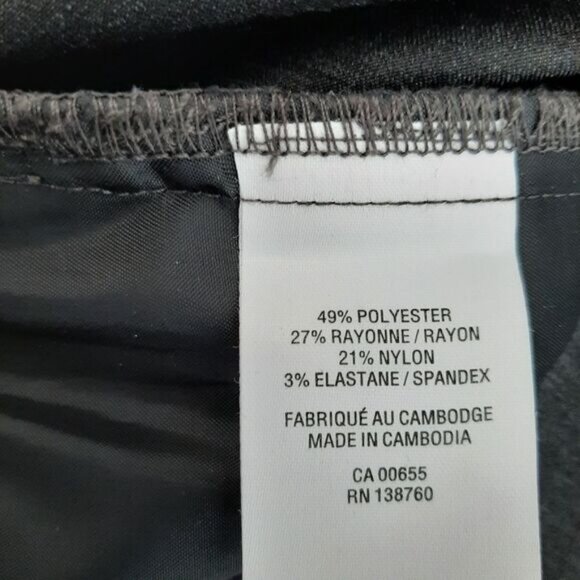 49% POLYESTER
27% RAYONNE / RAYON
21% NYLON
3% ELASTANE / SPANDEX
FABRIQUÉ AU CAMBODGE
MADE IN CAMBODIA
CA 00655
RN 138760